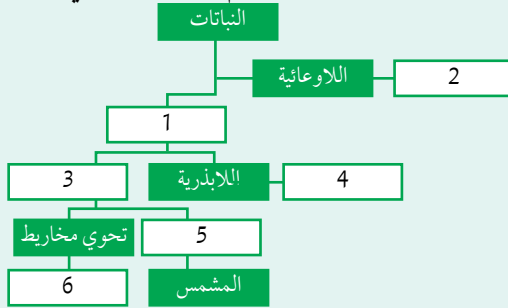 النباتات
اللاوعائية
2
1
3
اللابذرية
4
تحوي مخاريط
5
6
المشمس